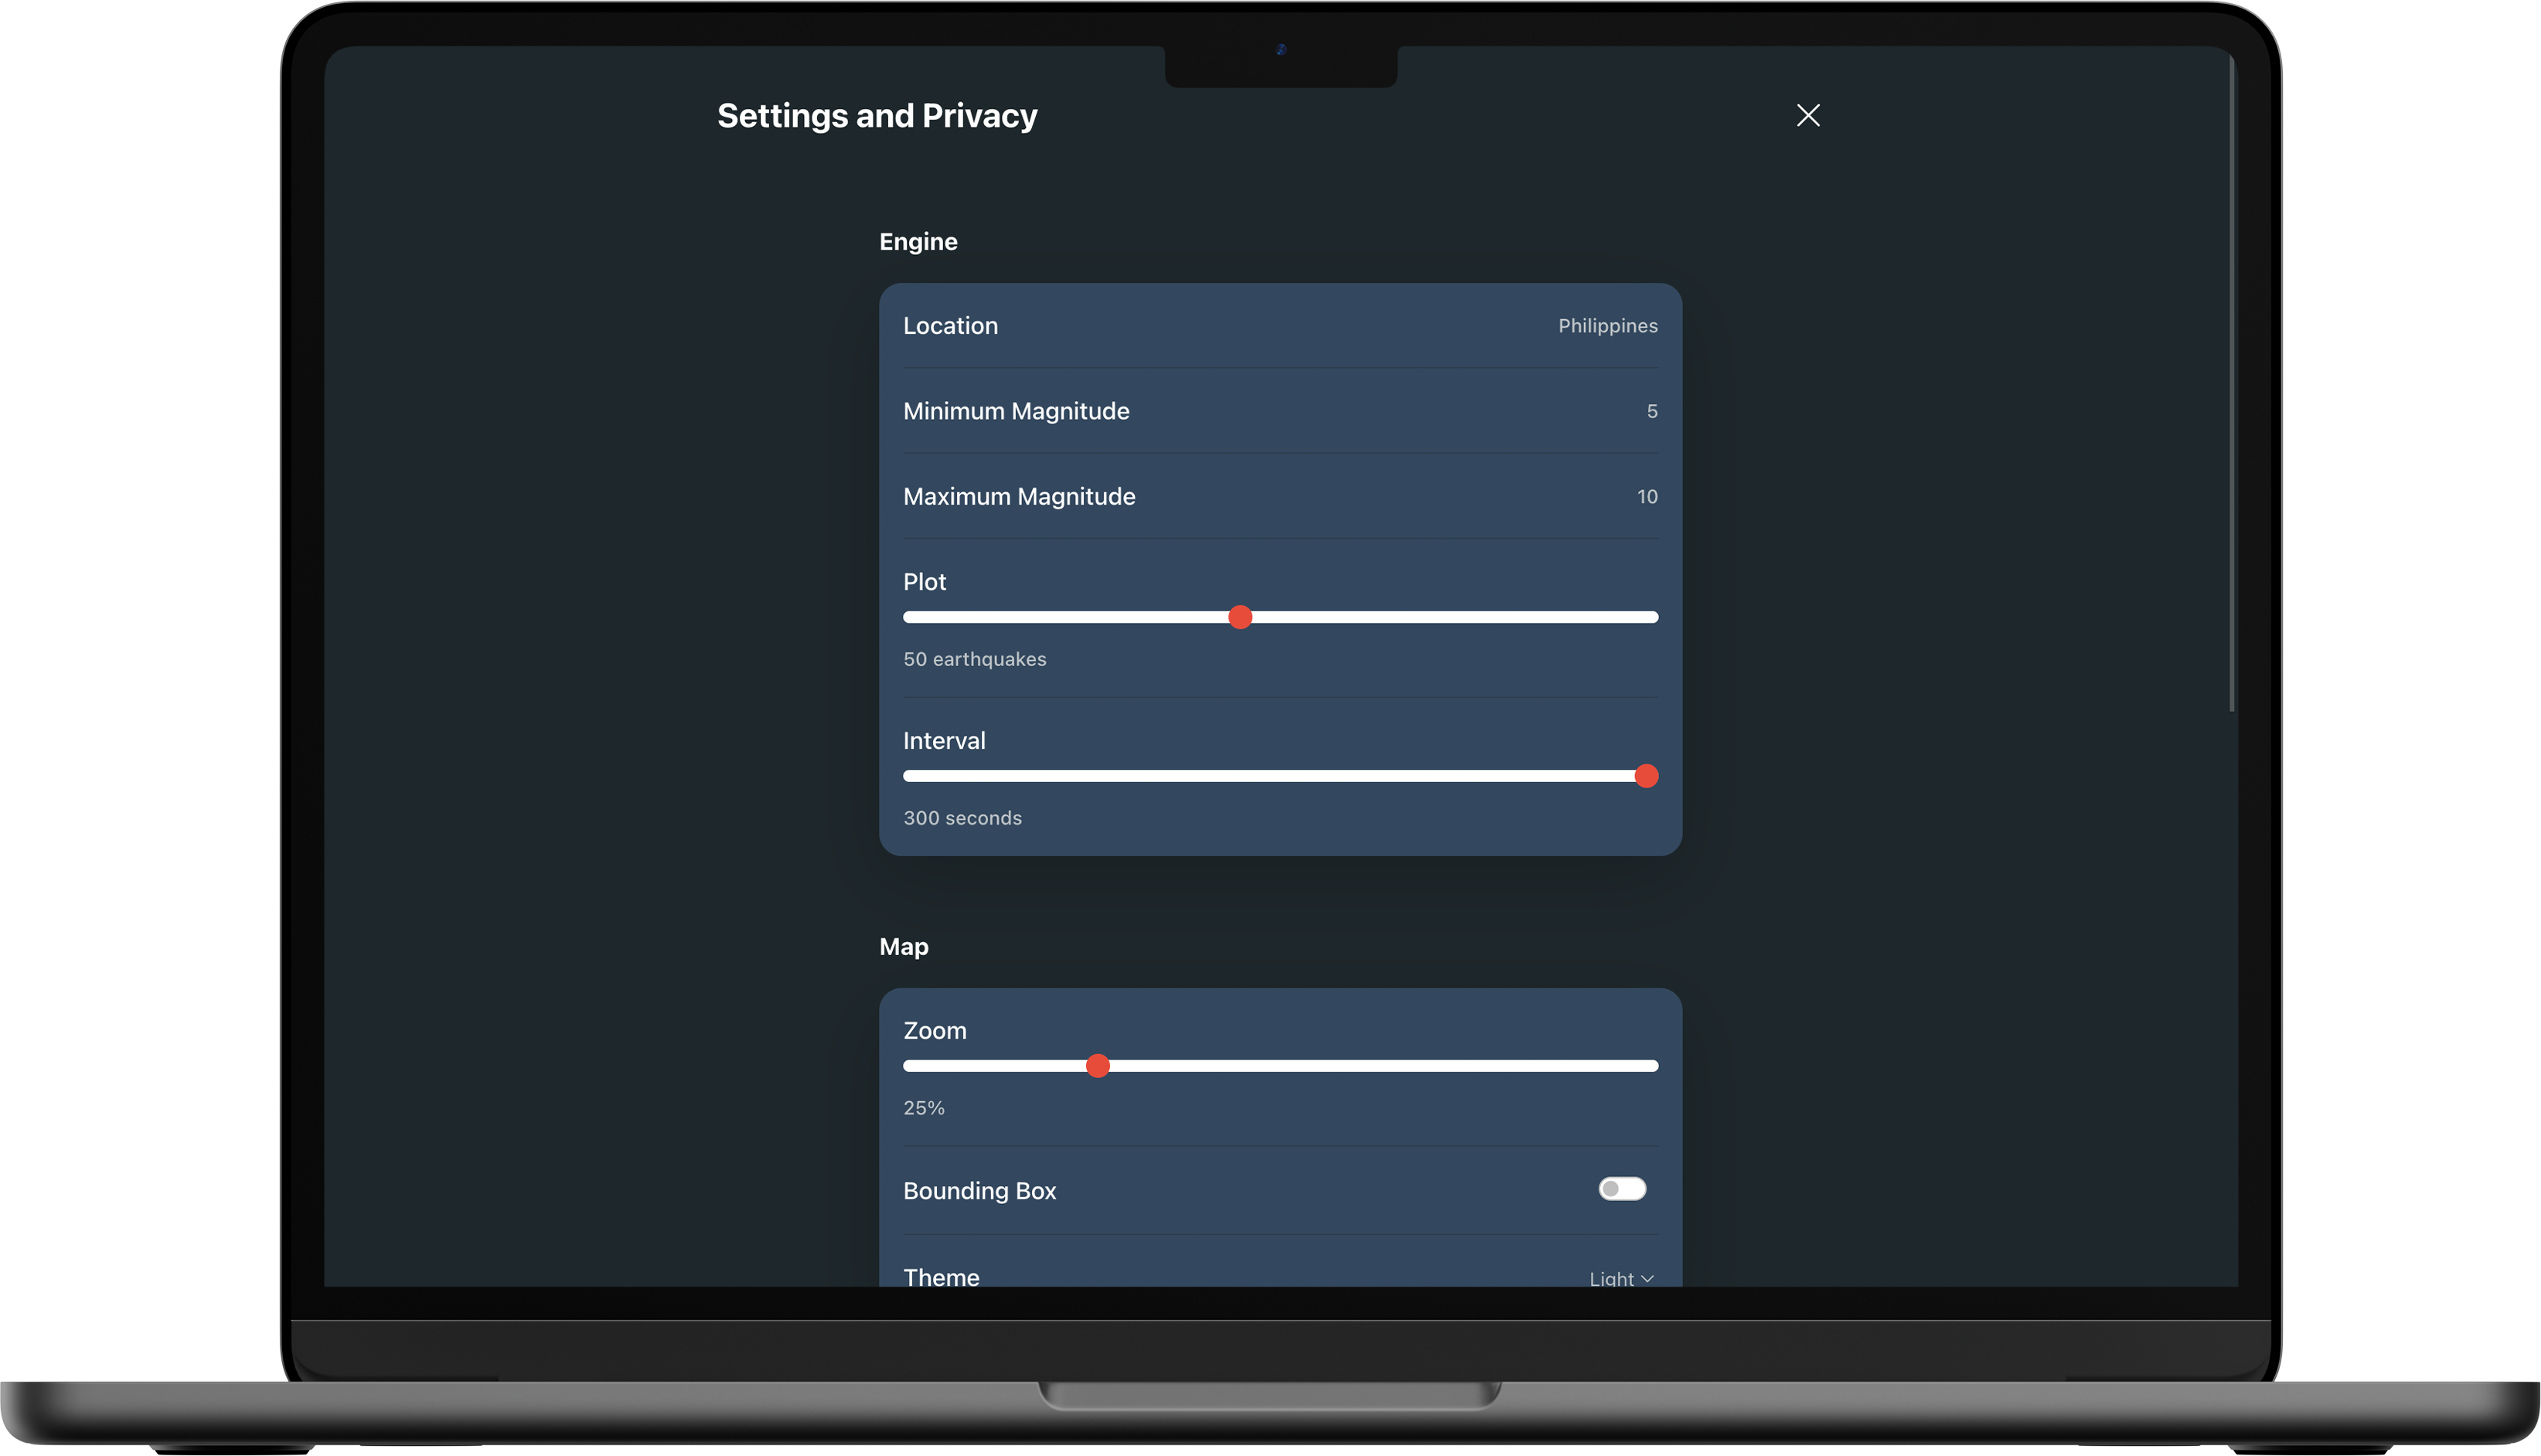 Settings and Privacy
Engine
Location Philippines
Minimum Magnitude 5
Maximum Magnitude 10
Plot
50 earthquakes
Interval
300 seconds
Map
Zoom
25%
Bounding Box
Theme Light